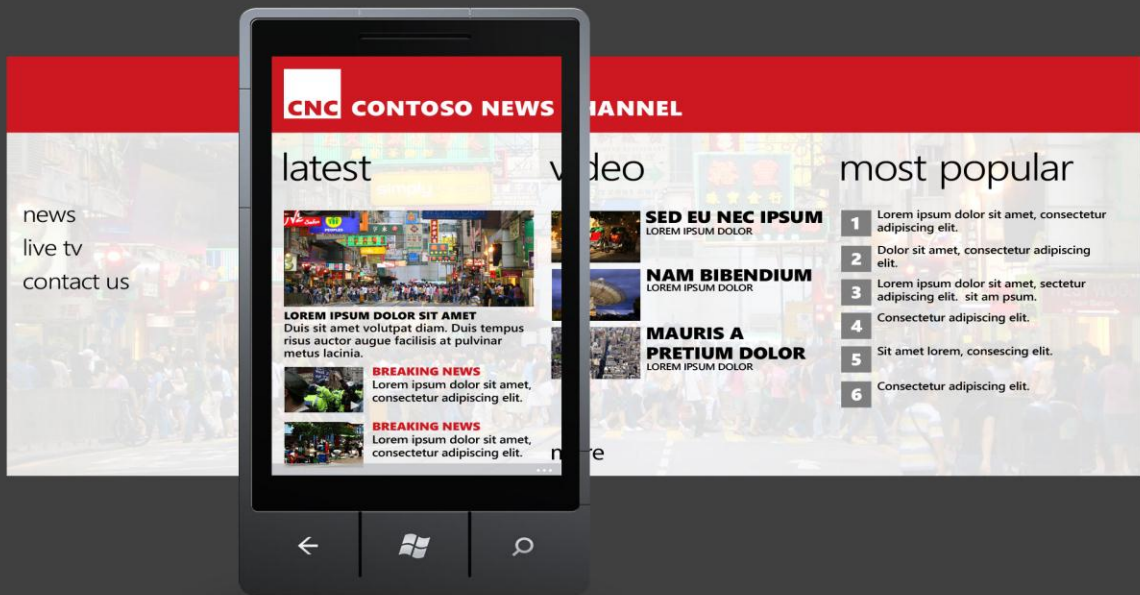 CNC CONTOSO NEWS CHANNEL
news
live tv
contact us
latest
LOREM IPSUM DOLOR SIT AMET
Duis sit amet volutpat diam. Duis tempus
risus auctor augue facilisis at pulvinar
metus lacinia.
BREAKING NEWS
Lorem ipsum dolor sit amet,
consectetur adipiscing elit.
BREAKING NEWS
Lorem ipsum dolor sit amet,
consectetur adipiscing elit.
...
video
SED EU NEC IPSUM
LOREM IPSUM DOLOR
NAM BIBENDIUM
LOREM IPSUM DOLOR
MAURIS A
PRETIUM DOLOR
LOREM IPSUM DOLOR
more
most popular
1 Lorem ipsum dolor sit amet, consectetur
adipiscing elit.
2 Dolor sit amet, consectetur adipiscing
elit.
3 Lorem ipsum dolor sit amet, sectetur
adipiscing elit. sit am psum.
4 Consectetur adipiscing elit.
5 Sit amet lorem, consescing elit.
6 Consectetur adipiscing elit.